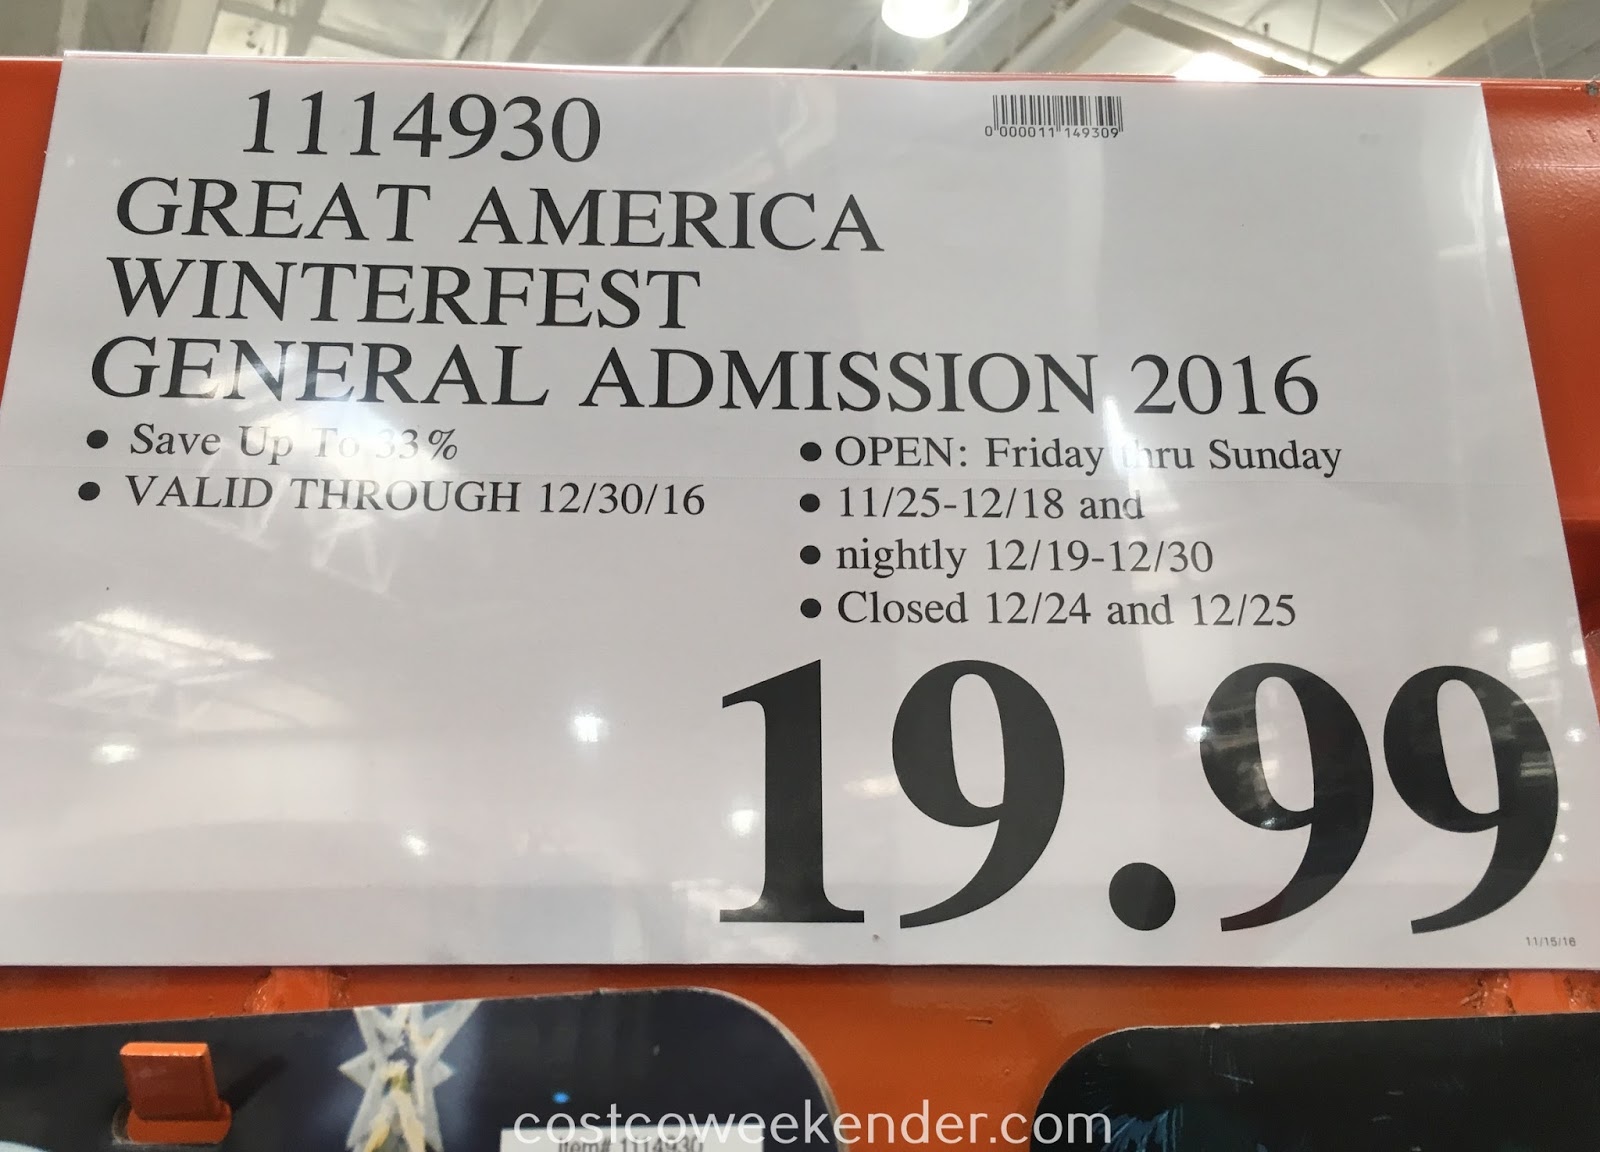 1114930
0 000011 149309
GREAT AMERICA
WINTERFEST
GENERAL ADMISSION 2016
• Save Up To 33%
• VALID THROUGH 12/30/16
• OPEN: Friday thru Sunday
• 11/25-12/18 and
• nightly 12/19-12/30
• Closed 12/24 and 12/25
19.99
11/15/16
costcoweekender.com
Item# 1114930